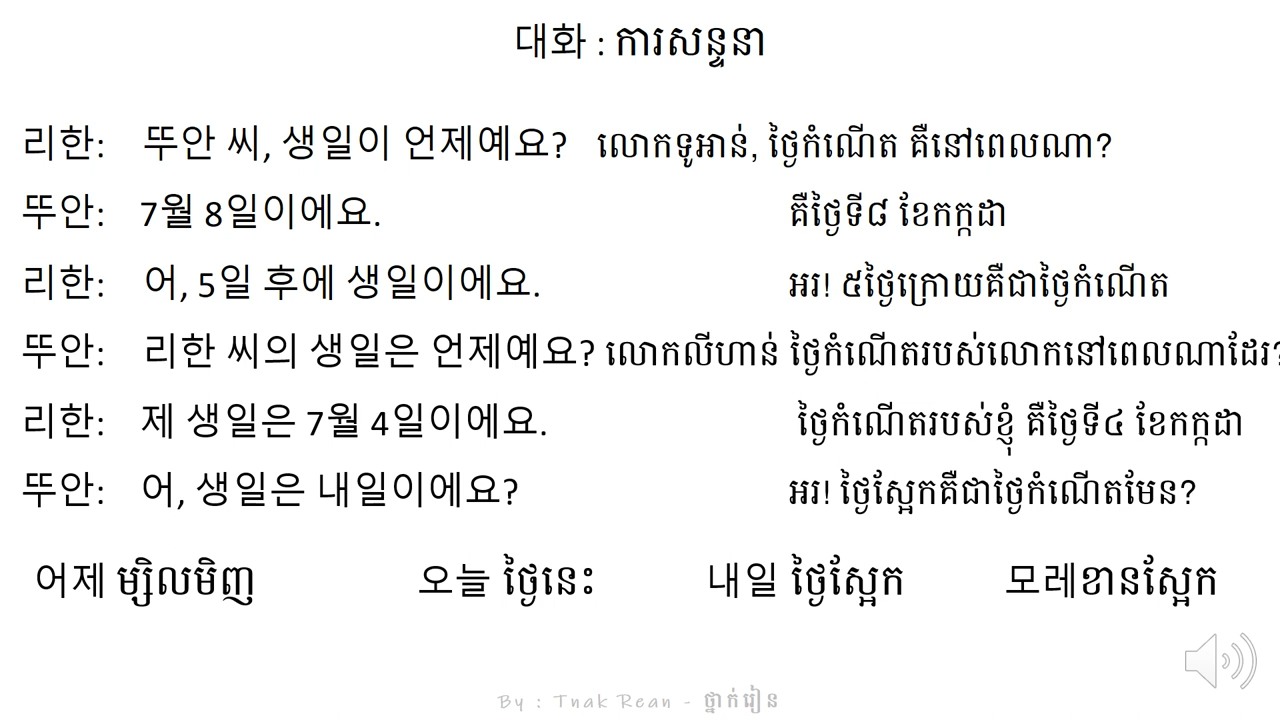 대화 : ការសន្ទនា
리한: 뚜안 씨, 생일이 언제예요? លោកទូអាន់, ថ្ងៃកំណើត គឺនៅពេលណា?
뚜안: 7월 8일이에요. គឺថ្ងៃទី៨ ខែកក្កដា
리한: 어, 5일 후에 생일이에요. អរ! ៥ថ្ងៃក្រោយគឺជាថ្ងៃកំណើត
뚜안: 리한 씨의 생일은 언제예요? លោកលីហាន់ ថ្ងៃកំណើតរបស់លោកនៅពេលណាដែរ?
리한: 제 생일은 7월 4일이에요. ថ្ងៃកំណើតរបស់ខ្ញុំ គឺថ្ងៃទី៤ ខែកក្កដា
뚜안: 어, 생일은 내일이에요? អរ! ថ្ងៃស្អែកគឺជាថ្ងៃកំណើតមែន?
어제 ម្សិលមិញ 오늘 ថ្ងៃនេះ 내일 ថ្ងៃស្អែក 모레ខានស្អែក
By : Tnak Rean - ថ្នាក់រៀន